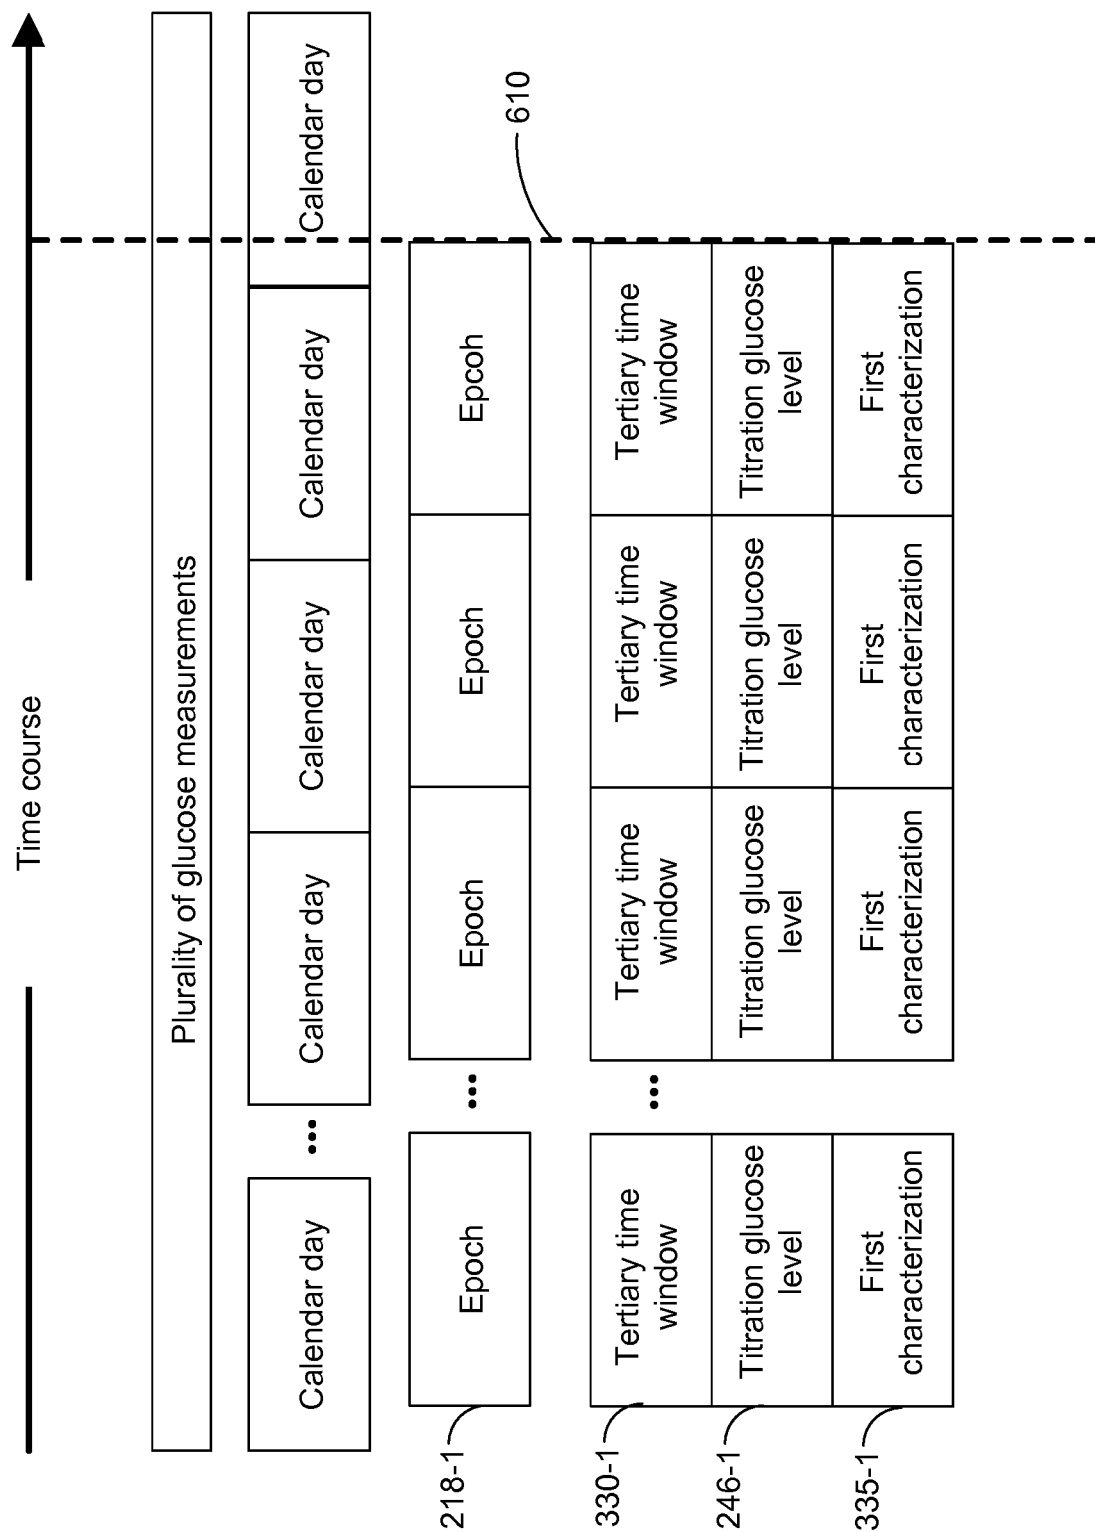 Time course
Plurality of glucose measurements
Calendar day
...
Calendar day
Calendar day
Calendar day
Calendar day
218-1
Epoch
...
Epoch
Epoch
Epcoh
610
330-1
Tertiary time
window
...
Tertiary time
window
Tertiary time
window
Tertiary time
window
246-1
Titration glucose
level
Titration glucose
level
Titration glucose
level
Titration glucose
level
335-1
First
characterization
First
characterization
First
characterization
First
characterization